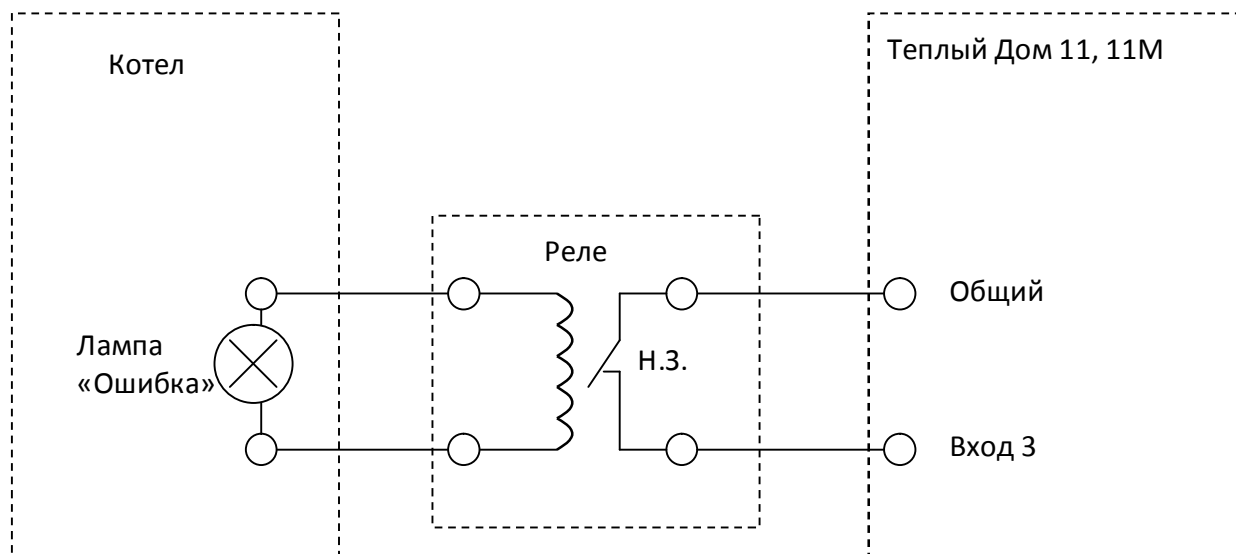 Котел
Теплый Дом 11, 11М
Реле
Общий
Лампа
«Ошибка»
Н.З.
Вход 3